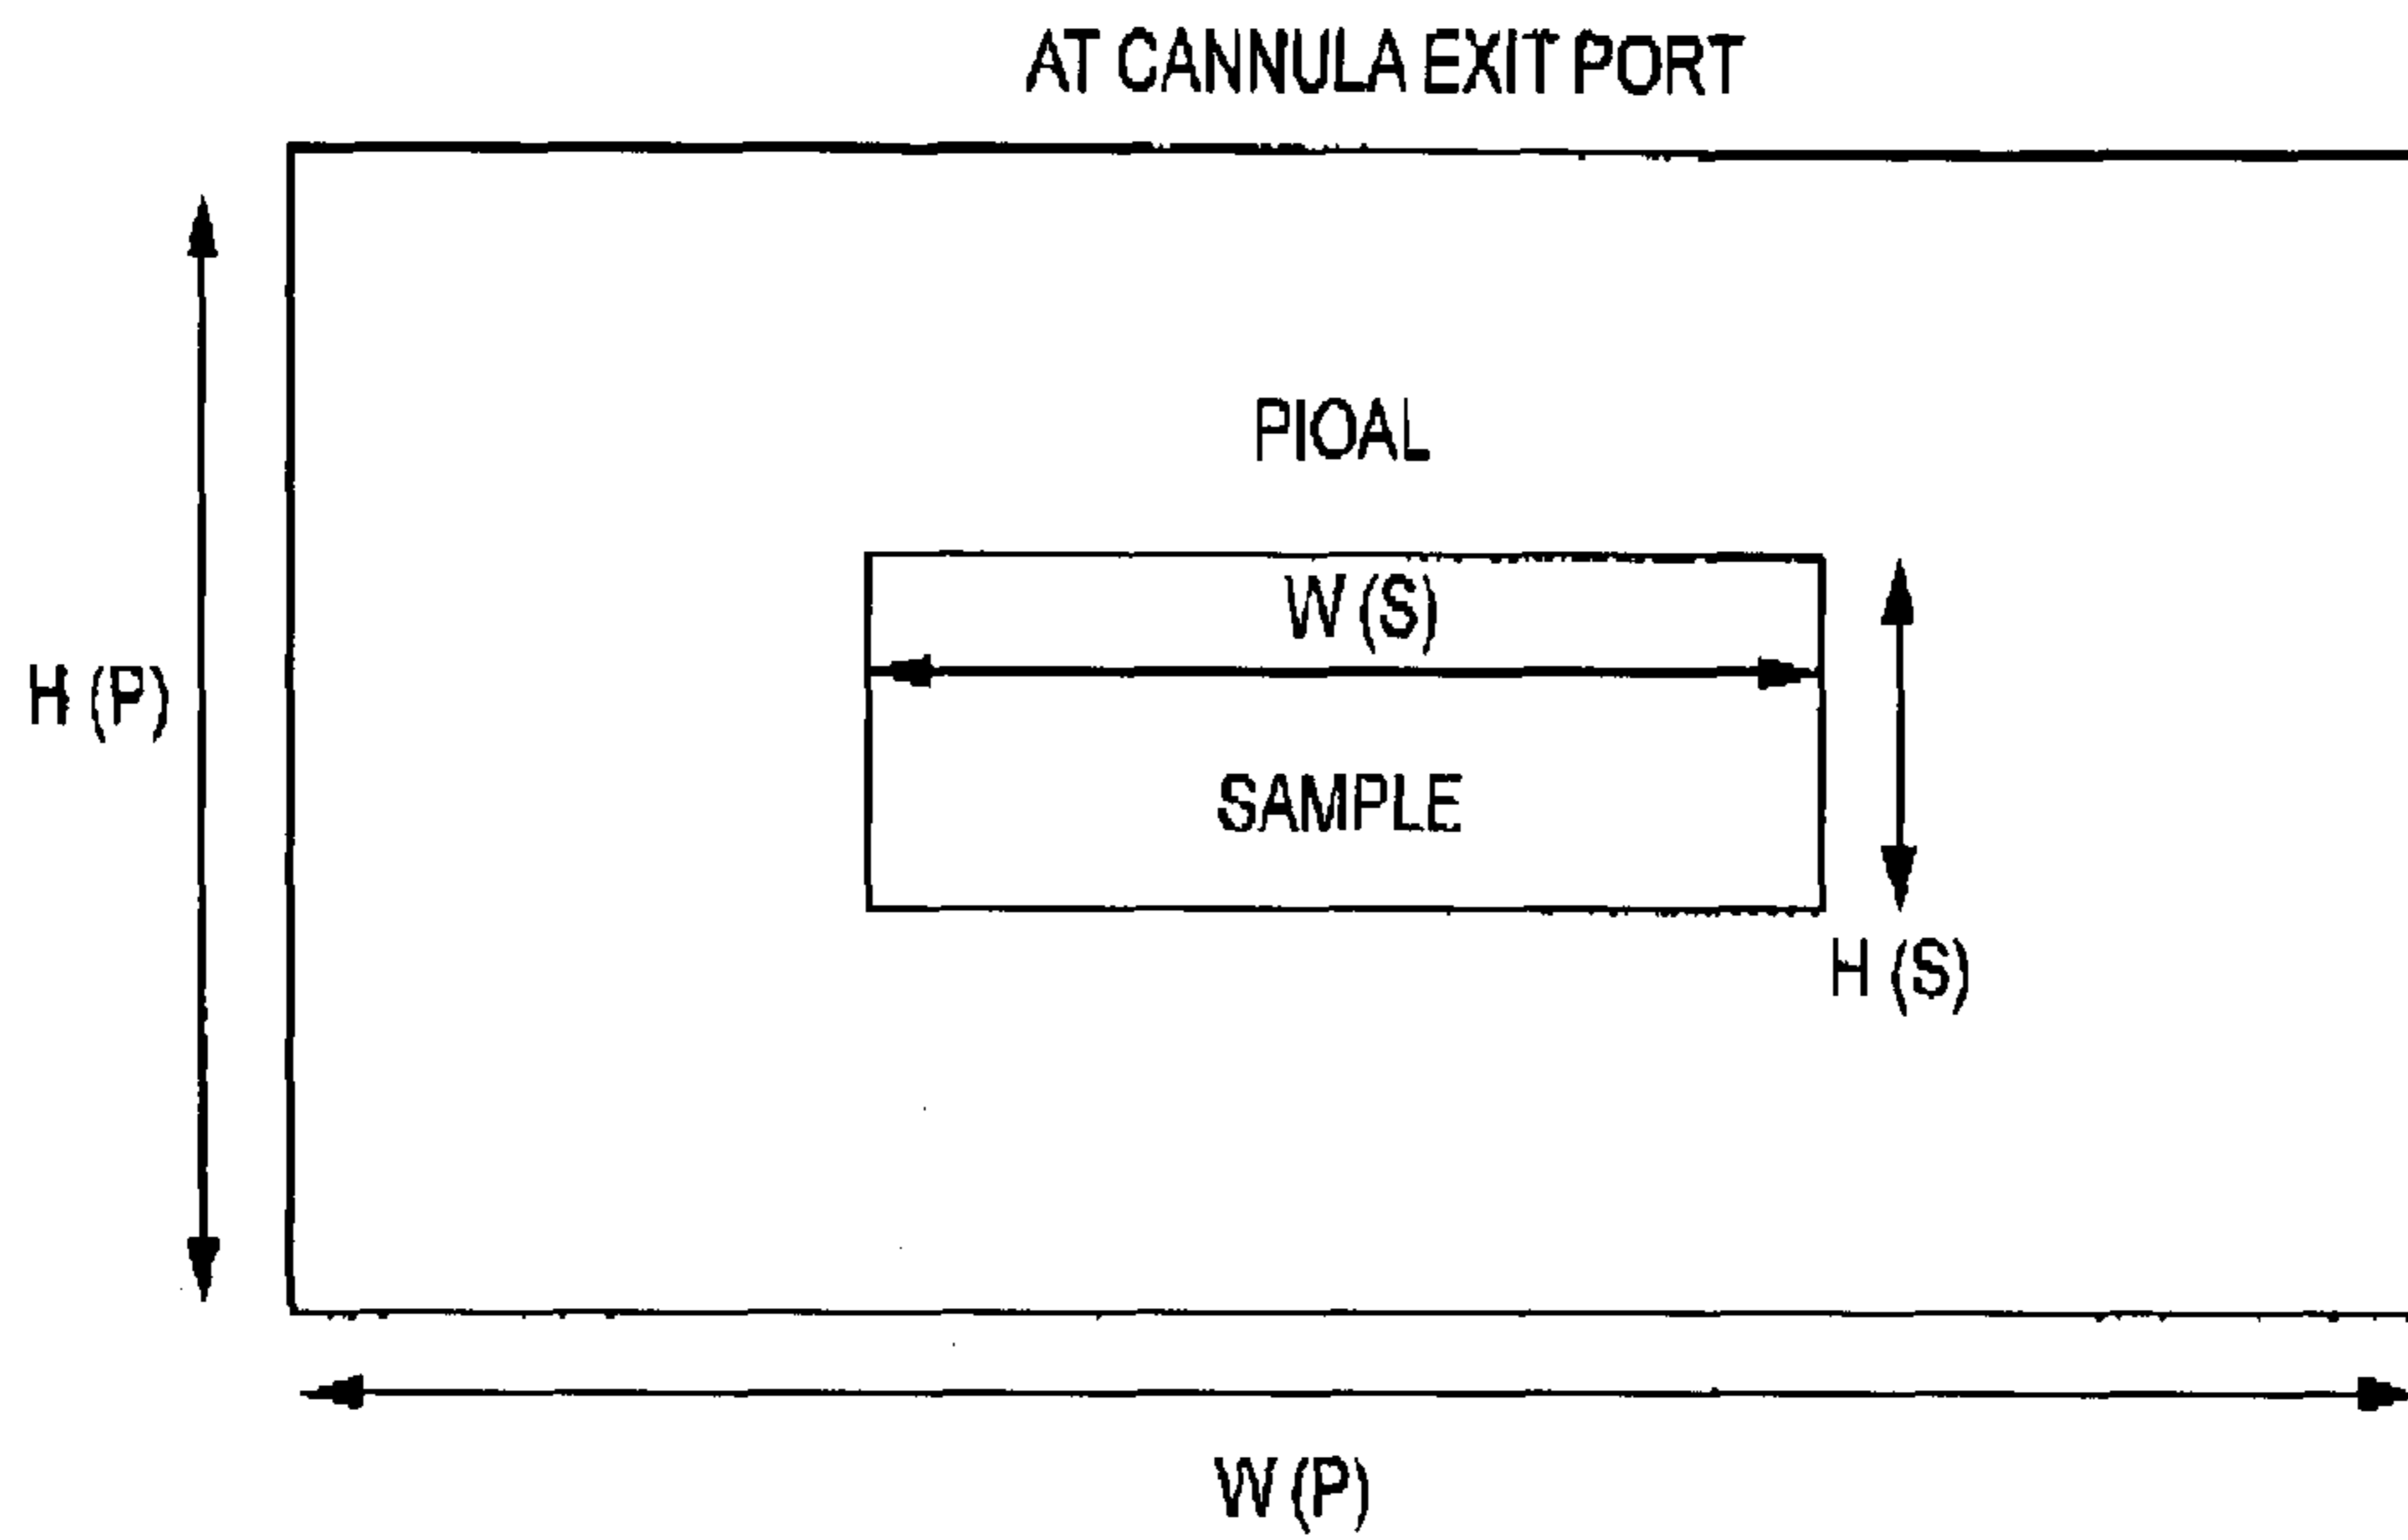 AT CANNULA EXIT PORT
PIOAL
W (S)
H (P)
SAMPLE
H (S)
W (P)